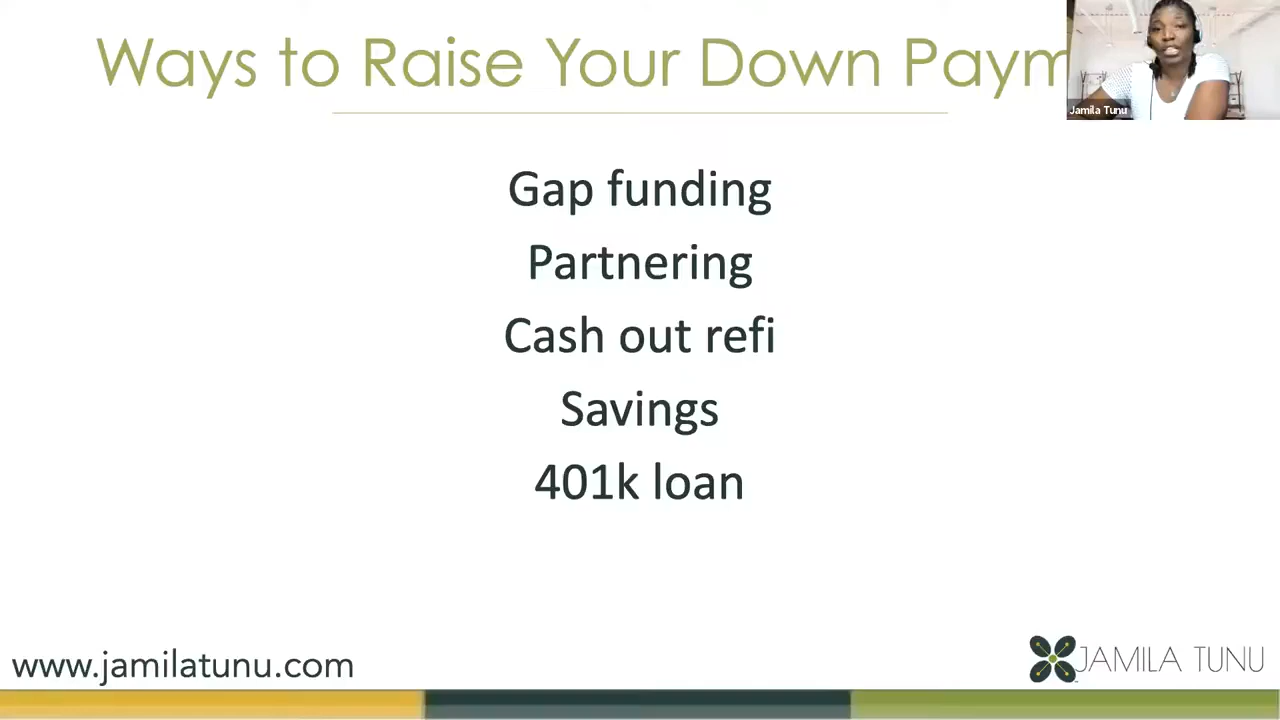 Ways to Raise Your Down Paym
Jamila Tunu
Gap funding
Partnering
Cash out refi
Savings
401k loan
www.jamilatunu.com
JAMILA TUNU